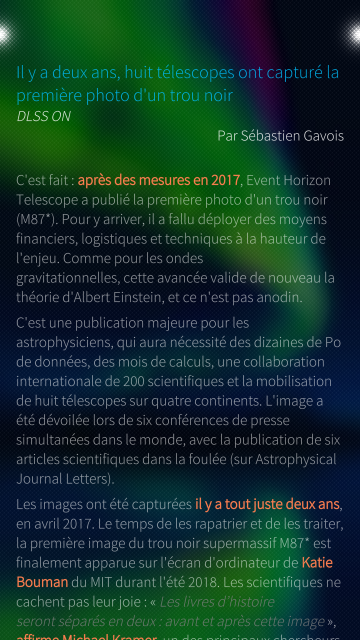 Il y a deux ans, huit télescopes ont capturé la
première photo d'un trou noir
DLSS ON
Par Sébastien Gavois
C'est fait : après des mesures en 2017, Event Horizon
Telescope a publié la première photo d'un trou noir
(M87*). Pour y arriver, il a fallu déployer des moyens
financiers, logistiques et techniques à la hauteur de
l'enjeu. Comme pour les ondes
gravitationnelles, cette avancée valide de nouveau la
théorie d'Albert Einstein, et ce n'est pas anodin.
C'est une publication majeure pour les
astrophysiciens, qui aura nécessité des dizaines de Po
de données, des mois de calculs, une collaboration
internationale de 200 scientifiques et la mobilisation
de huit télescopes sur quatre continents. L'image a
été dévoilée lors de six conférences de presse
simultanées dans le monde, avec la publication de six
articles scientifiques dans la foulée (sur Astrophysical
Journal Letters).
Les images ont été capturées il y a tout juste deux ans,
en avril 2017. Le temps de les rapatrier et de les traiter,
la première image du trou noir supermassif M87* est
finalement apparue sur l'écran d'ordinateur de Katie
Bouman du MIT durant l'été 2018. Les scientifiques ne
cachent pas leur joie : « Les livres d'histoire
seront séparés en deux : avant et après cette image »,
affirme Michael Kramer, un des principaux chercheurs